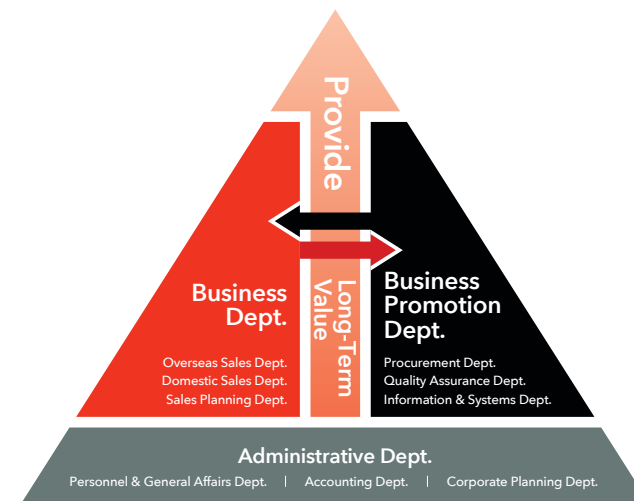 Provide
Long-Term
Value
Business
Dept.
Overseas Sales Dept.
Domestic Sales Dept.
Sales Planning Dept.
Business
Promotion
Dept.
Procurement Dept.
Quality Assurance Dept.
Information & Systems Dept.
Administrative Dept.
Personnel & General Affairs Dept. | Accounting Dept. | Corporate Planning Dept.